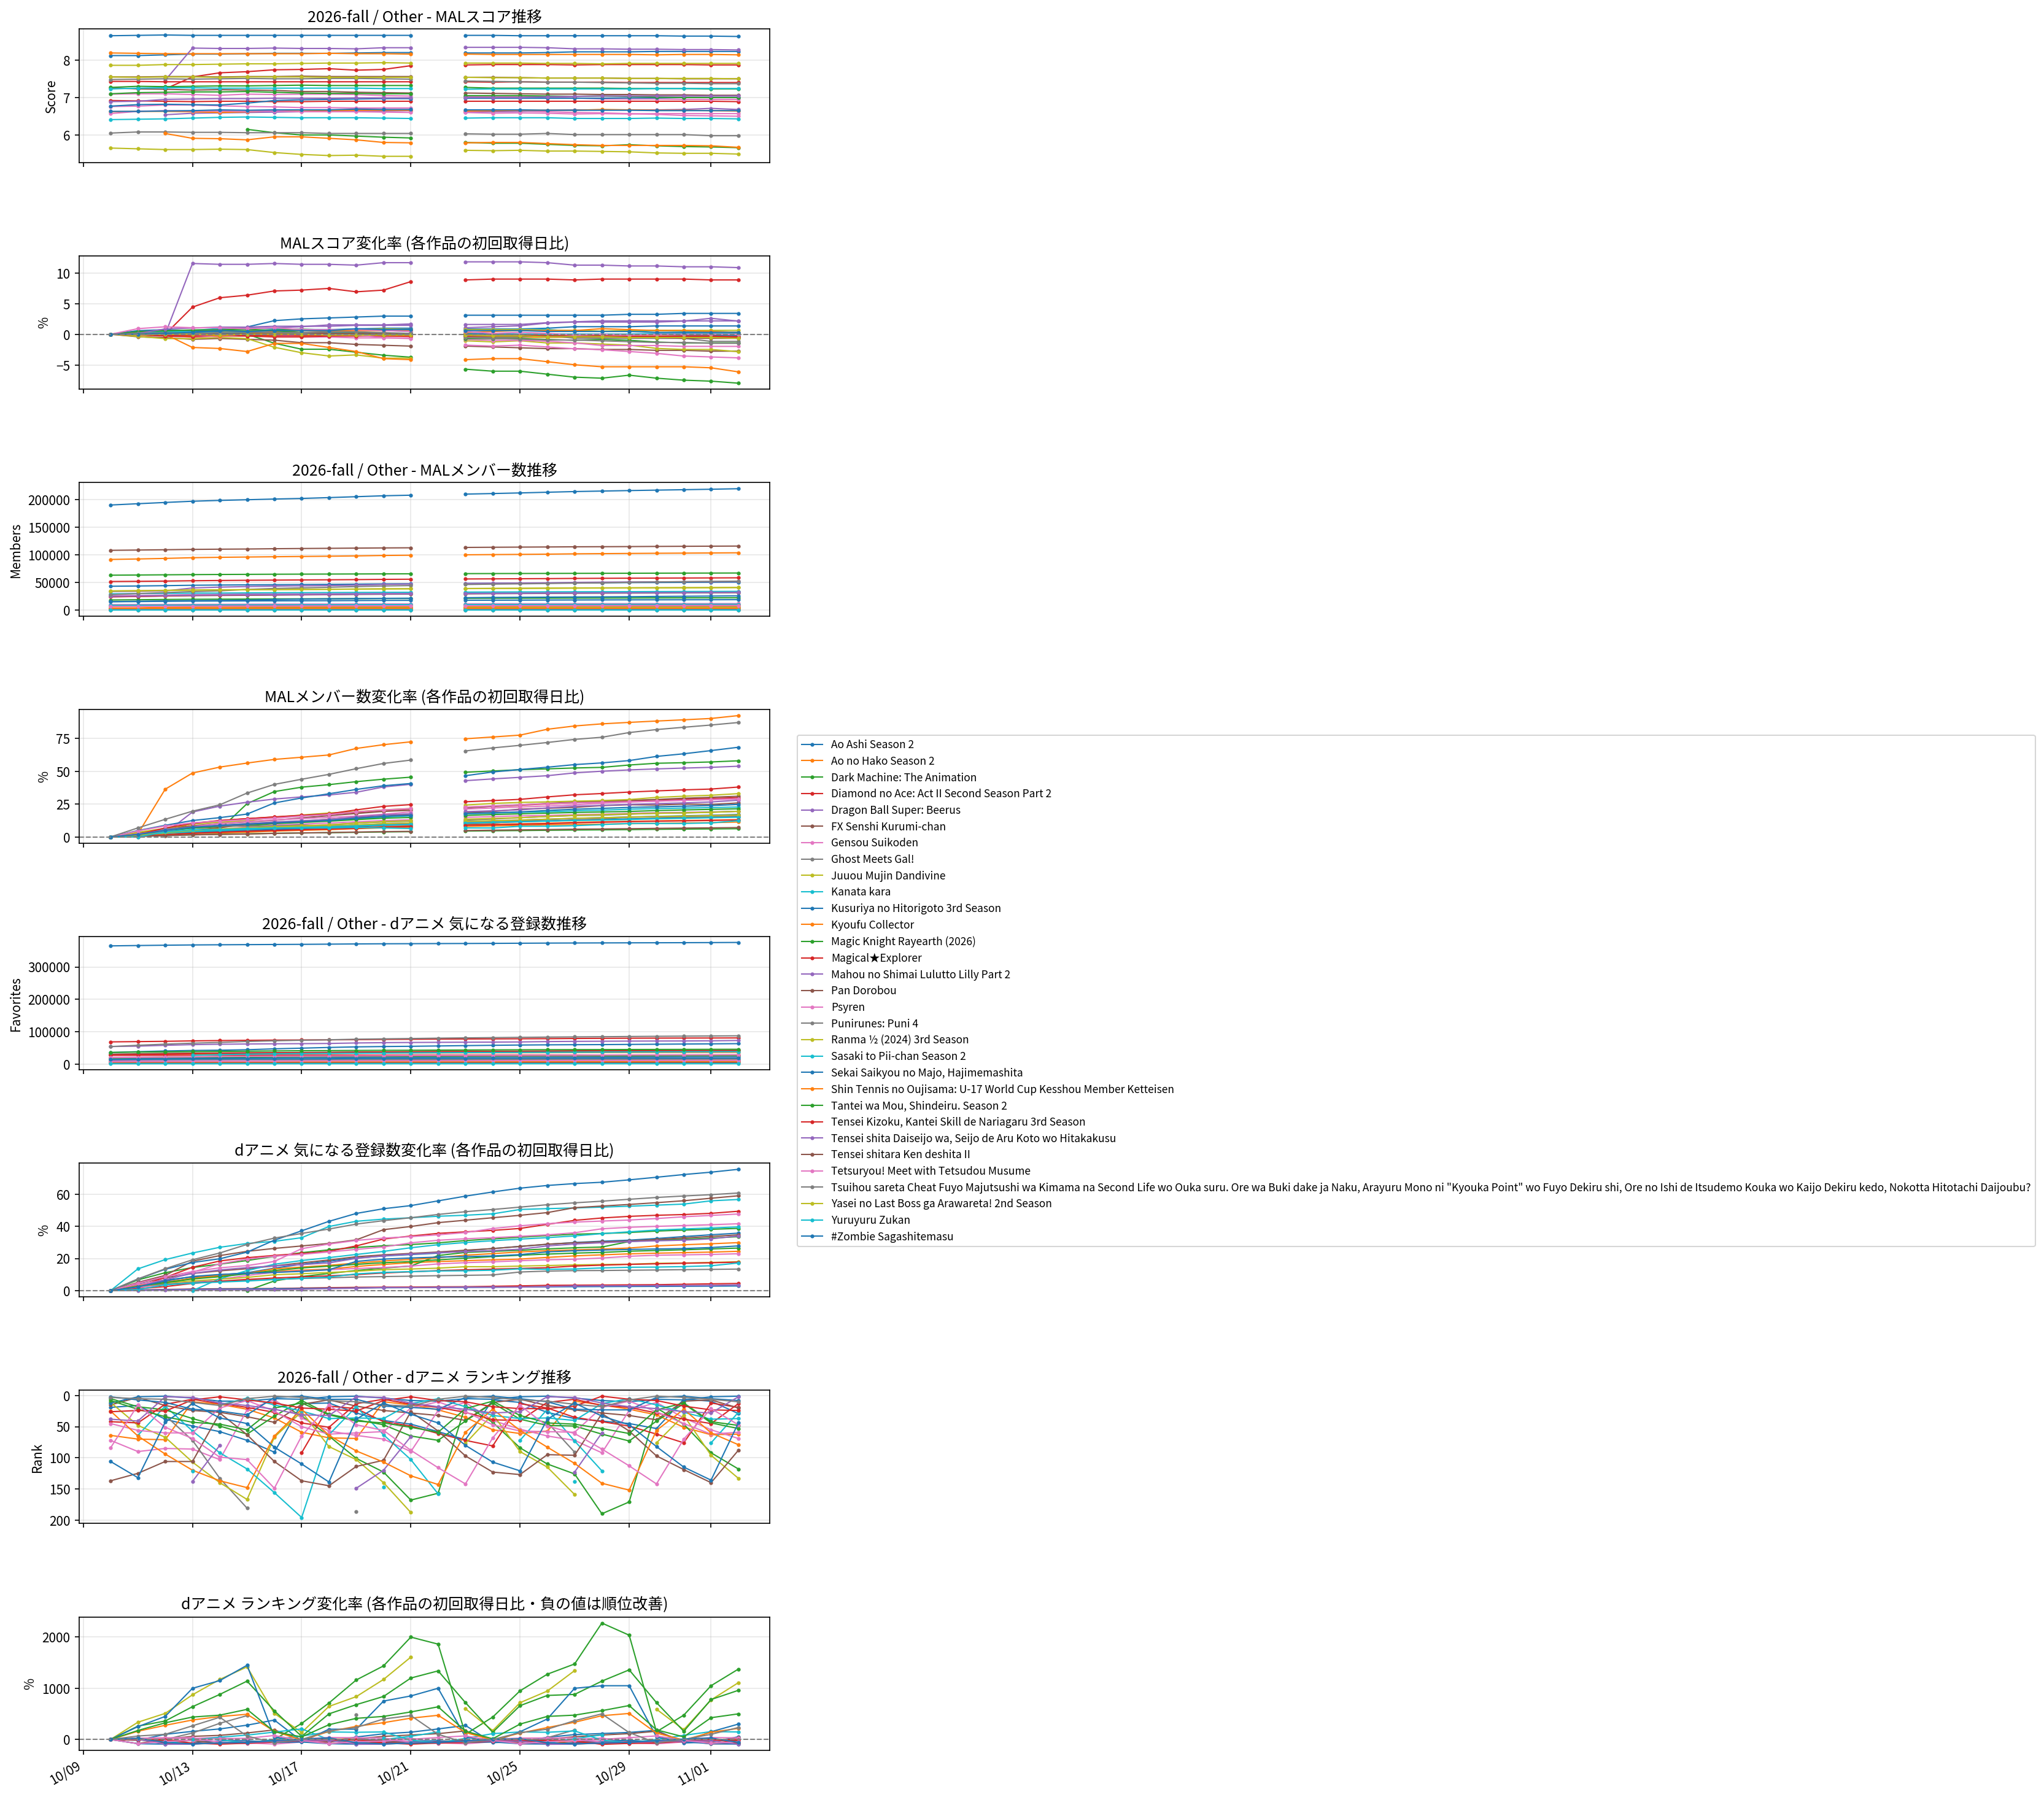 2026-fall / Other - MALスコア推移
Score
8
7
6
MALスコア変化率 (各作品の初回取得日比)
%
10
5
0
−5
2026-fall / Other - MALメンバー数推移
Members
200000
150000
100000
50000
0
MALメンバー数変化率 (各作品の初回取得日比)
%
75
50
25
0
2026-fall / Other - dアニメ 気になる登録数推移
Favorites
300000
200000
100000
0
dアニメ 気になる登録数変化率 (各作品の初回取得日比)
%
60
40
20
0
2026-fall / Other - dアニメ ランキング推移
Rank
0
50
100
150
200
dアニメ ランキング変化率 (各作品の初回取得日比・負の値は順位改善)
%
2000
1000
0
10/09
10/13
10/17
10/21
10/25
10/29
11/01
Ao Ashi Season 2
Ao no Hako Season 2
Dark Machine: The Animation
Diamond no Ace: Act II Second Season Part 2
Dragon Ball Super: Beerus
FX Senshi Kurumi-chan
Gensou Suikoden
Ghost Meets Gal!
Juuou Mujin Dandivine
Kanata kara
Kusuriya no Hitorigoto 3rd Season
Kyoufu Collector
Magic Knight Rayearth (2026)
Magical★Explorer
Mahou no Shimai Lulutto Lilly Part 2
Pan Dorobou
Psyren
Punirunes: Puni 4
Ranma ½ (2024) 3rd Season
Sasaki to Pii-chan Season 2
Sekai Saikyou no Majo, Hajimemashita
Shin Tennis no Oujisama: U-17 World Cup Kesshou Member Ketteisen
Tantei wa Mou, Shindeiru. Season 2
Tensei Kizoku, Kantei Skill de Nariagaru 3rd Season
Tensei shita Daiseijo wa, Seijo de Aru Koto wo Hitakakusu
Tensei shitara Ken deshita II
Tetsuryou! Meet with Tetsudou Musume
Tsuihou sareta Cheat Fuyo Majutsushi wa Kimama na Second Life wo Ouka suru. Ore wa Buki dake ja Naku, Arayuru Mono ni "Kyouka Point" wo Fuyo Dekiru shi, Ore no Ishi de Itsudemo Kouka wo Kaijo Dekiru kedo, Nokotta Hitotachi Daijoubu?
Yasei no Last Boss ga Arawareta! 2nd Season
Yuruyuru Zukan
#Zombie Sagashitemasu